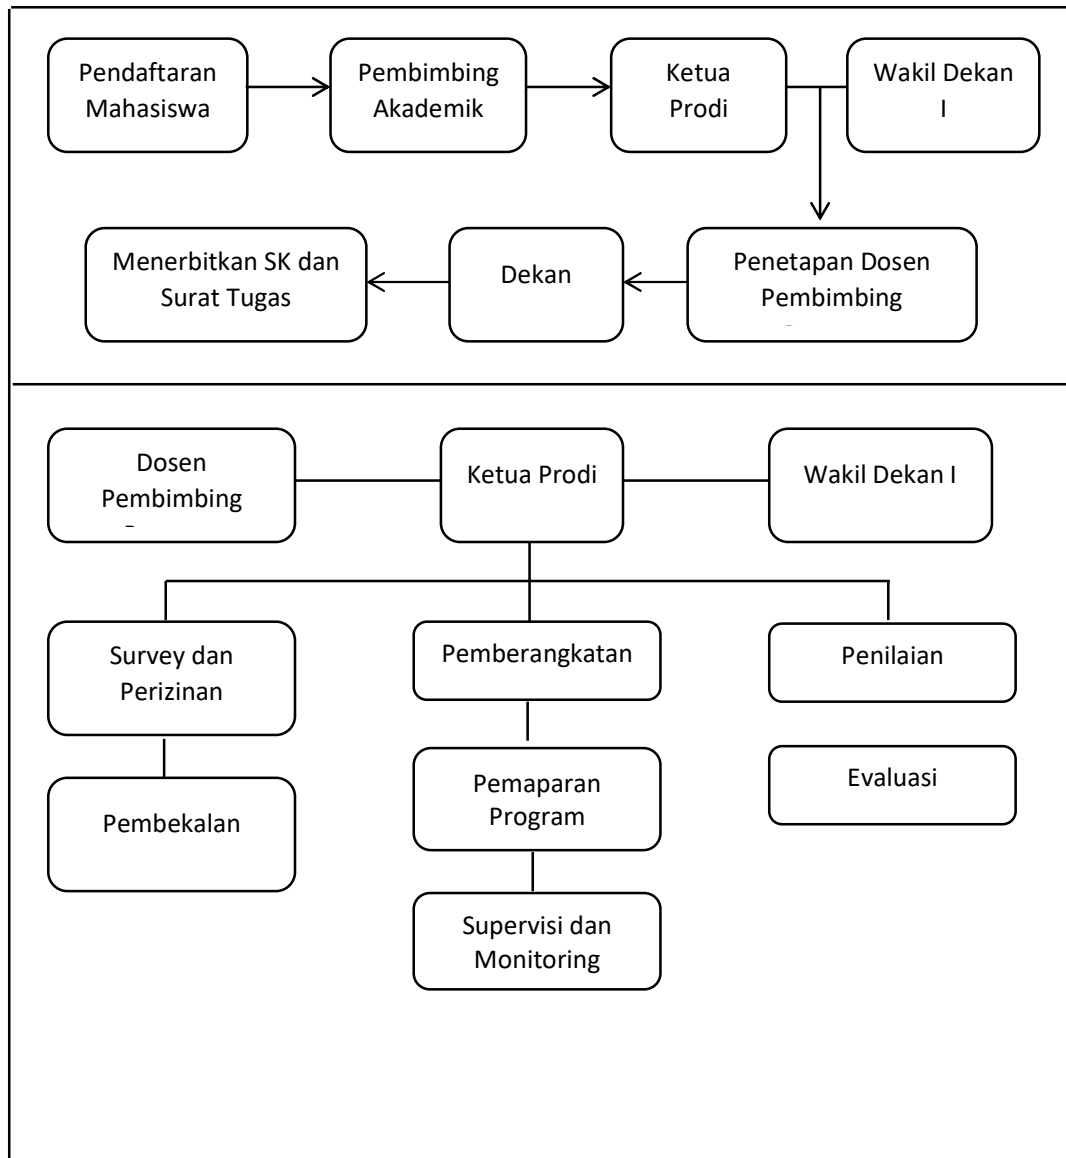 Pendaftaran
Mahasiswa
Pembimbing
Akademik
Ketua
Prodi
Wakil Dekan
I
Menerbitkan SK dan
Surat Tugas
Dekan
Penetapan Dosen
Pembimbing
Dosen
Pembimbing
Ketua Prodi
Wakil Dekan I
Survey dan
Perizinan
Pemberangkatan
Penilaian
Pembekalan
Pemaparan
Program
Evaluasi
Supervisi dan
Monitoring